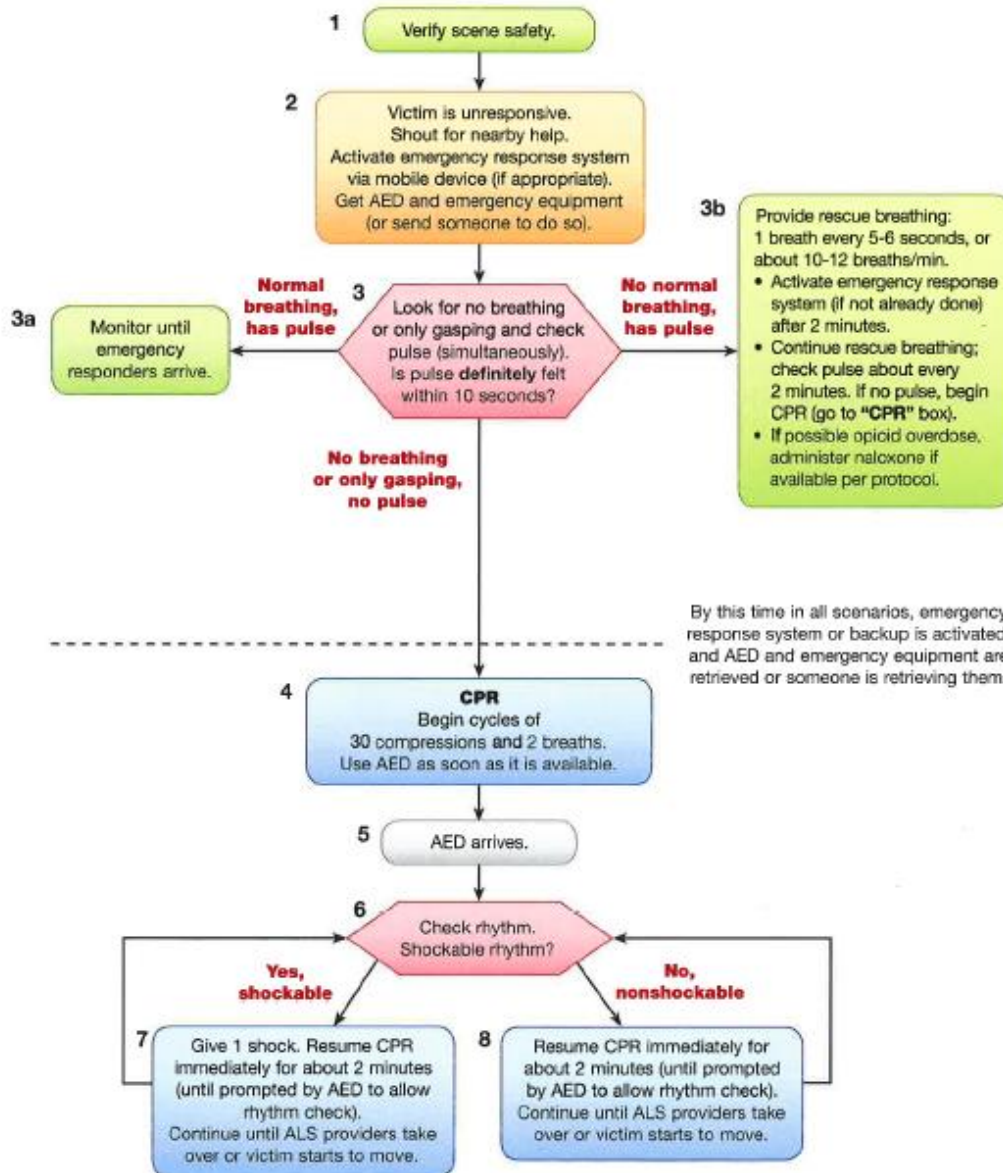 1
Verify scene safety.
2
Victim is unresponsive.
Shout for nearby help.
Activate emergency response system
via mobile device (if appropriate).
Get AED and emergency equipment
(or send someone to do so).
3b
Provide rescue breathing:
1 breath every 5-6 seconds, or
about 10-12 breaths/min.
• Activate emergency response
system (if not already done)
after 2 minutes.
• Continue rescue breathing;
check pulse about every
2 minutes. If no pulse, begin
CPR (go to “CPR” box).
• If possible opioid overdose,
administer naloxone if
available per protocol.
Normal
breathing,
has pulse
No normal
breathing,
has pulse
3a
Monitor until
emergency
responders arrive.
3
Look for no breathing
or only gasping and check
pulse (simultaneously).
Is pulse definitely felt
within 10 seconds?
No breathing
or only gasping,
no pulse
By this time in all scenarios, emergency
response system or backup is activated
and AED and emergency equipment are
retrieved or someone is retrieving them
4
CPR
Begin cycles of
30 compressions and 2 breaths.
Use AED as soon as it is available.
5
AED arrives.
6
Check rhythm.
Shockable rhythm?
Yes,
shockable
No,
nonshockable
7
Give 1 shock. Resume CPR
immediately for about 2 minutes
(until prompted by AED to allow
rhythm check).
Continue until ALS providers take
over or victim starts to move.
8
Resume CPR immediately for
about 2 minutes (until prompted
by AED to allow rhythm check).
Continue until ALS providers take
over or victim starts to move.